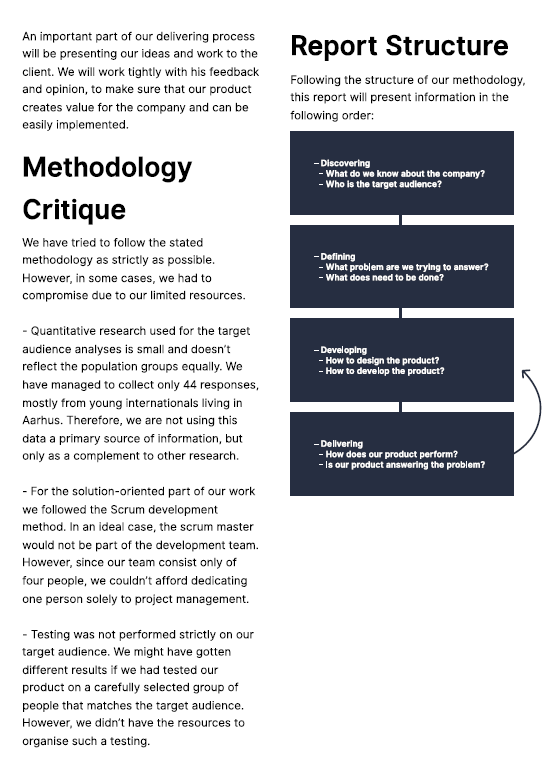 An important part of our delivering process
will be presenting our ideas and work to the
client. We will work tightly with his feedback
and opinion, to make sure that our product
creates value for the company and can be
easily implemented.
Methodology
Critique
We have tried to follow the stated
methodology as strictly as possible.
However, in some cases, we had to
compromise due to our limited resources.
- Quantitative research used for the target
audience analyses is small and doesn't
reflect the population groups equally. We
have managed to collect only 44 responses,
mostly from young internationals living in
Aarhus. Therefore, we are not using this
data a primary source of information, but
only as a complement to other research.
- For the solution-oriented part of our work
we followed the Scrum development
method. In an ideal case, the scrum master
would not be part of the development team.
However, since our team consist only of
four people, we couldn't afford dedicating
one person solely to project management.
- Testing was not performed strictly on our
target audience. We might have gotten
different results if we had tested our
product on a carefully selected group of
people that matches the target audience.
However, we didn't have the resources to
organise such a testing.
Report Structure
Following the structure of our methodology,
this report will present information in the
following order:
– Discovering
– What do we know about the company?
– Who is the target audience?
– Defining
– What problem are we trying to answer?
– What does need to be done?
– Developing
– How to design the product?
– How to develop the product?
– Delivering
– How does our product perform?
– Is our product answering the problem?